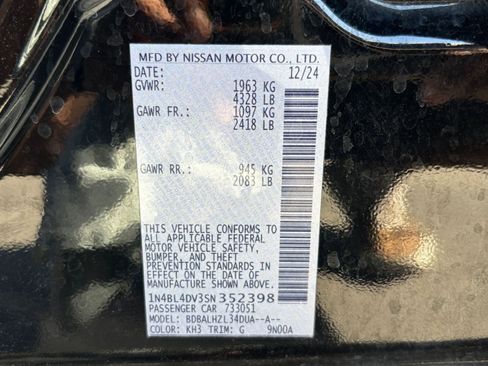 MFD BY NISSAN MOTOR CO., LTD.
DATE: 12/24
GVWR: 1963 KG
4328 LB
GAWR FR.: 1097 KG
2418 LB
GAWR RR.: 945 KG
2083 LB
THIS VEHICLE CONFORMS TO
ALL APPLICABLE FEDERAL
MOTOR VEHICLE SAFETY,
BUMPER, AND THEFT
PREVENTION STANDARDS IN
EFFECT ON THE DATE OF
MANUFACTURE SHOWN ABOVE.
1N4BL4DV3SN352398
PASSENGER CAR 733051
MODEL: BDBALHZL34DUA--A--
COLOR: KH3 TRIM: G 9N00A